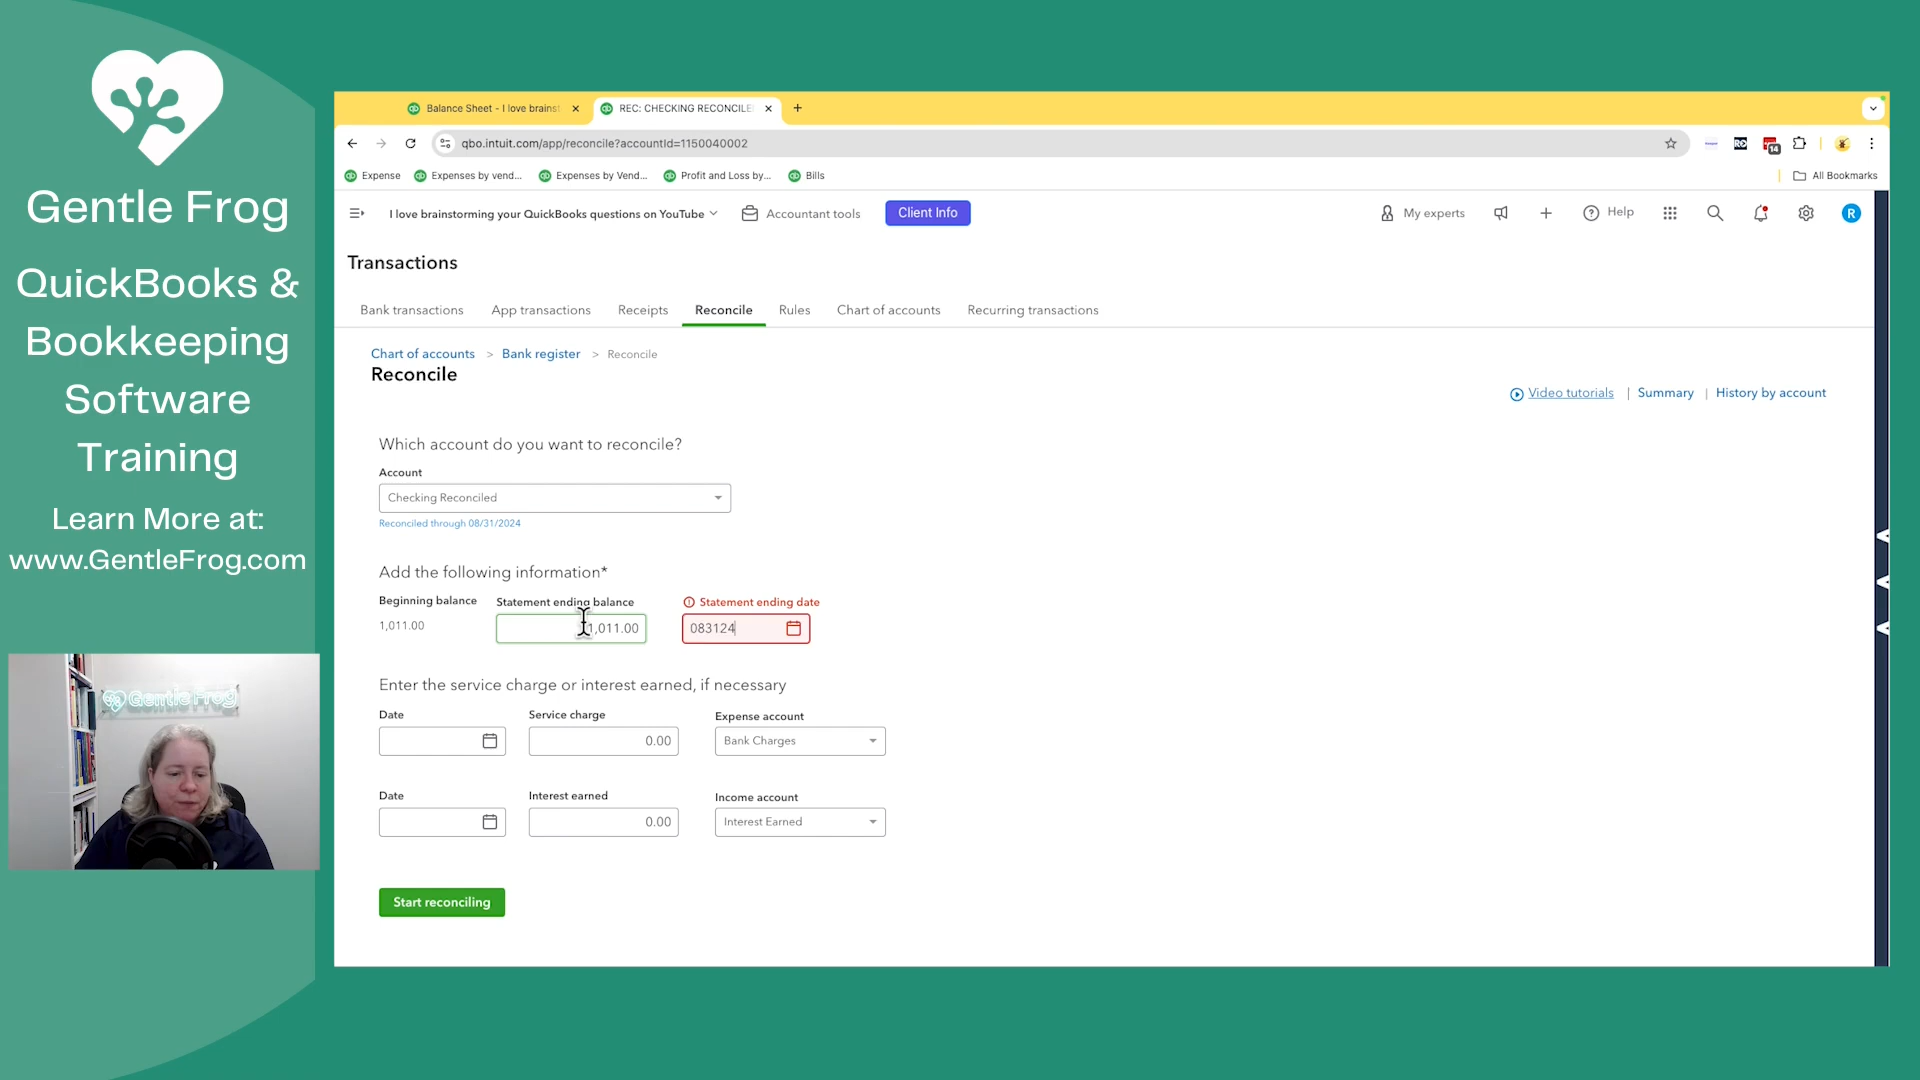 Gentle Frog
QuickBooks &
Bookkeeping
Software
Training
Learn More at:
www.GentleFrog.com
Gentle Frog
Balance Sheet - I love brains
REC: CHECKING RECONCILE
qbo.intuit.com/app/reconcile?accountId=1150040002
14
Expense
Expenses by vend...
Expenses by Vend...
Profit and Loss by...
Bills
All Bookmarks
I love brainstorming your QuickBooks questions on YouTube
Accountant tools
Client Info
My experts
Help
R
Transactions
Bank transactions
App transactions
Receipts
Reconcile
Rules
Chart of accounts
Recurring transactions
Chart of accounts > Bank register > Reconcile
Reconcile
Video tutorials | Summary | History by account
Which account do you want to reconcile?
Account
Checking Reconciled
Reconciled through 08/31/2024
Add the following information*
Beginning balance
Statement ending balance
Statement ending date
1,011.00
1,011.00
083124
Enter the service charge or interest earned, if necessary
Date
Service charge
Expense account
0.00
Bank Charges
Date
Interest earned
Income account
0.00
Interest Earned
Start reconciling